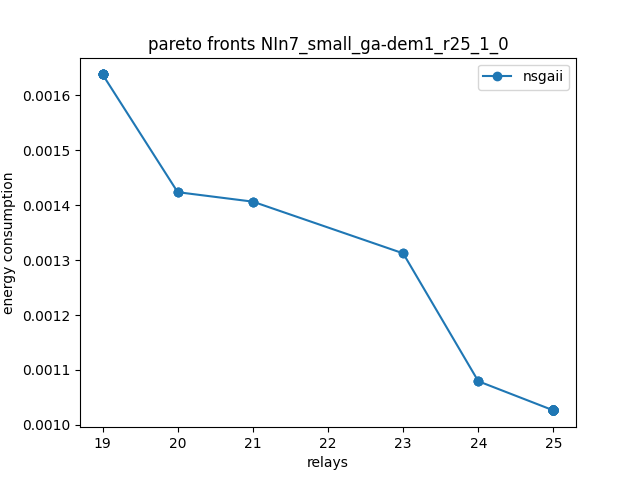 pareto fronts NIn7_small_ga-dem1_r25_1_0
nsgaii
energy consumption
0.0016
0.0015
0.0014
0.0013
0.0012
0.0011
0.0010
19 20 21 22 23 24 25
relays